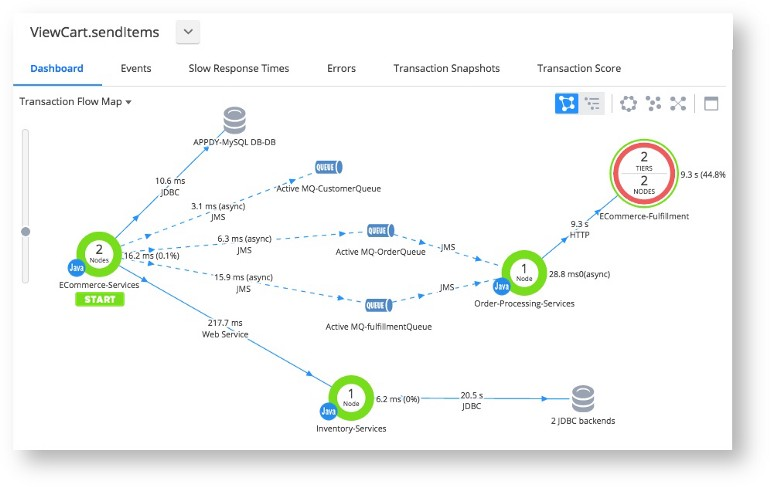 ViewCart.sendItems
Dashboard
Events
Slow Response Times
Errors
Transaction Snapshots
Transaction Score
Transaction Flow Map
APPDY-MySQL DB-DB
10.6 ms
JDBC
QUEUE
Active MQ-CustomerQueue
3.1 ms (async)
JMS
2
TIERS
2
NODES
9.3 s (44.8%
ECommerce-Fulfillment
9.3 s
HTTP
QUEUE
Active MQ-OrderQueue
6.3 ms (async)
JMS
JMS
2
Nodes
16.2 ms (0.1%)
Java
ECommerce-Services
START
1
Node
28.8 ms0(async)
Java
Order-Processing-Services
15.9 ms (async)
JMS
JMS
QUEUE
Active MQ-fulfillmentQueue
217.7 ms
Web Service
1
Node
6.2 ms (0%)
Java
Inventory-Services
20.5 s
JDBC
2 JDBC backends